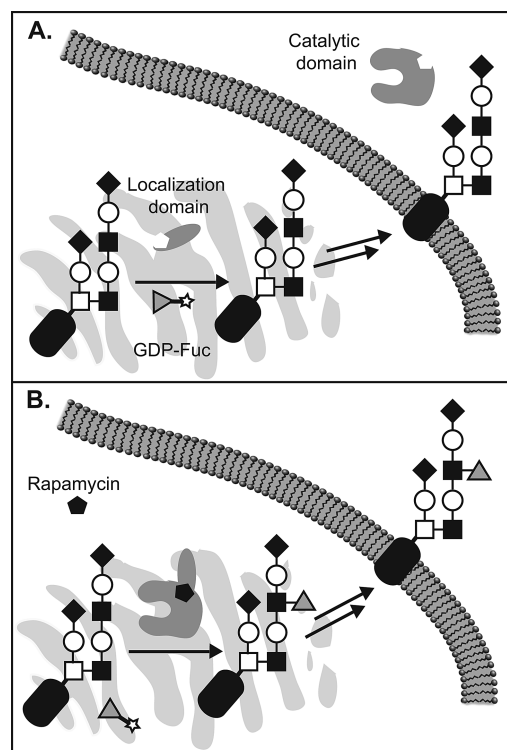 A.
Catalytic
domain
Localization
domain
GDP-Fuc
B.
Rapamycin